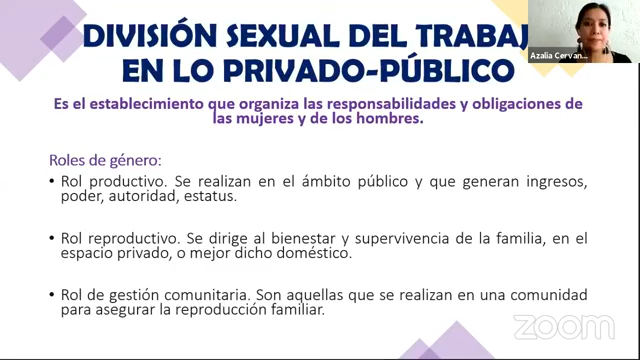 DIVISIÓN SEXUAL DEL TRABAJ
EN LO PRIVADO-PÚBLICO
Azalia Cervan...
Es el establecimiento que organiza las responsabilidades y obligaciones de
las mujeres y de los hombres.
Roles de género:
• Rol productivo. Se realizan en el ámbito público y que generan ingresos,
poder, autoridad, estatus.
• Rol reproductivo. Se dirige al bienestar y supervivencia de la familia, en el
espacio privado, o mejor dicho doméstico.
• Rol de gestión comunitaria. Son aquellas que se realizan en una comunidad
para asegurar la reproducción familiar.
zoom